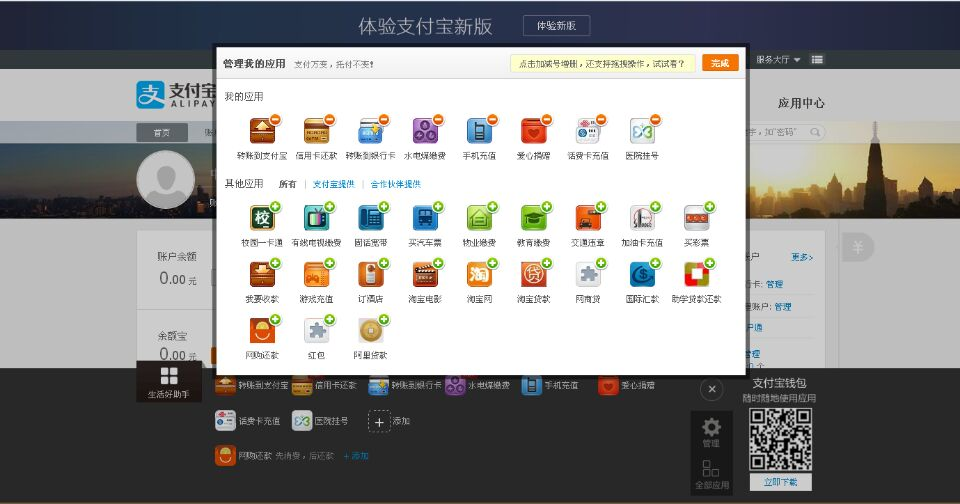 体验支付宝新版 体验新版
管理我的应用 支付万变，托付不变！ 点击加减号增删，还支持拖拽操作，试试看？ 完成
服务大厅
支付宝
ALIPAY
应用中心
我的应用
首页
转账到支付宝 信用卡还款 转账到银行卡 水电煤缴费 手机充值 爱心捐赠 话费卡充值 医院挂号
其他应用 所有 | 支付宝提供 | 合作伙伴提供
校园一卡通 有线电视缴费 固话宽带 买汽车票 物业缴费 教育缴费 交通违章 加油卡充值 买彩票
账户余额
更多>
0.00 元
管理
我要收款 游戏充值 订酒店 淘宝电影 淘宝网 淘宝贷款 网商贷 国际汇款 助学贷款还款
管理
余额宝
0.00 元
管理
网购还款 红包 阿里贷款
生活好助手
转账到支付宝 信用卡还款 转账到银行卡 水电煤缴费 手机充值 爱心捐赠
支付宝钱包
随时随地使用应用
话费卡充值 医院挂号 添加
管理
网购还款 先消费，后还款 +添加
全部应用
立即下载